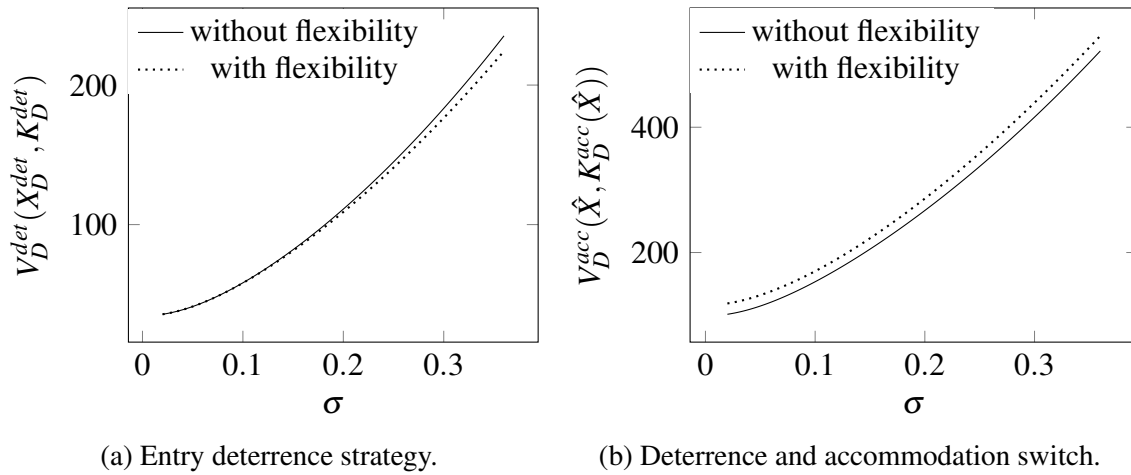 without flexibility
with flexibility
200
100
V_D^{det}(X_D^{det}, K_D^{det})
0 0.1 0.2 0.3
σ
(a) Entry deterrence strategy.
without flexibility
with flexibility
400
200
V_D^{acc}(X̂, K_D^{acc}(X̂))
0 0.1 0.2 0.3
σ
(b) Deterrence and accommodation switch.